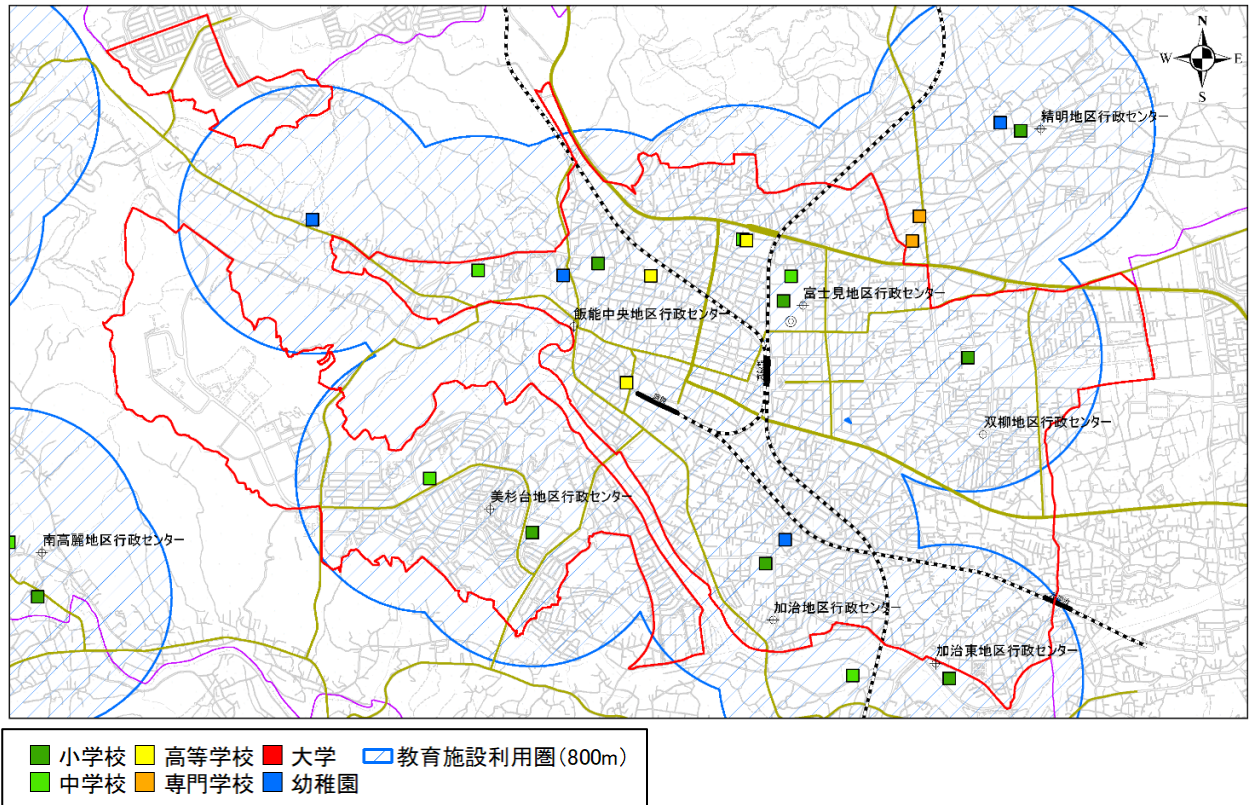 N
W E
S
精明地区行政センター
富士見地区行政センター
飯能中央地区行政センター
双柳地区行政センター
美杉台地区行政センター
南高麗地区行政センター
加治地区行政センター
加治東地区行政センター
小学校 高等学校 大学 教育施設利用圏(800m)
中学校 専門学校 幼稚園